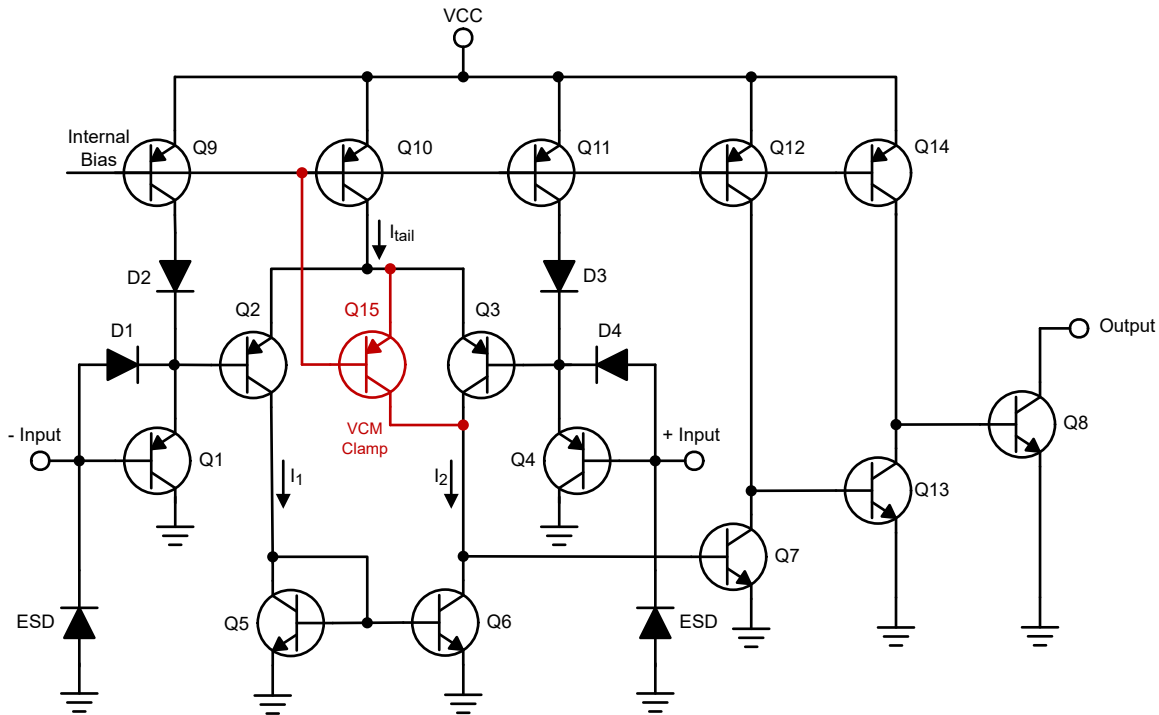 VCC
Internal
Bias
Q9
Q10
Q11
Q12
Q14
Itail
D2
D3
Q2
Q15
Q3
D1
D4
Output
VCM
Clamp
- Input
Q1
I1
I2
Q4
+ Input
Q8
Q13
Q7
ESD
Q5
Q6
ESD